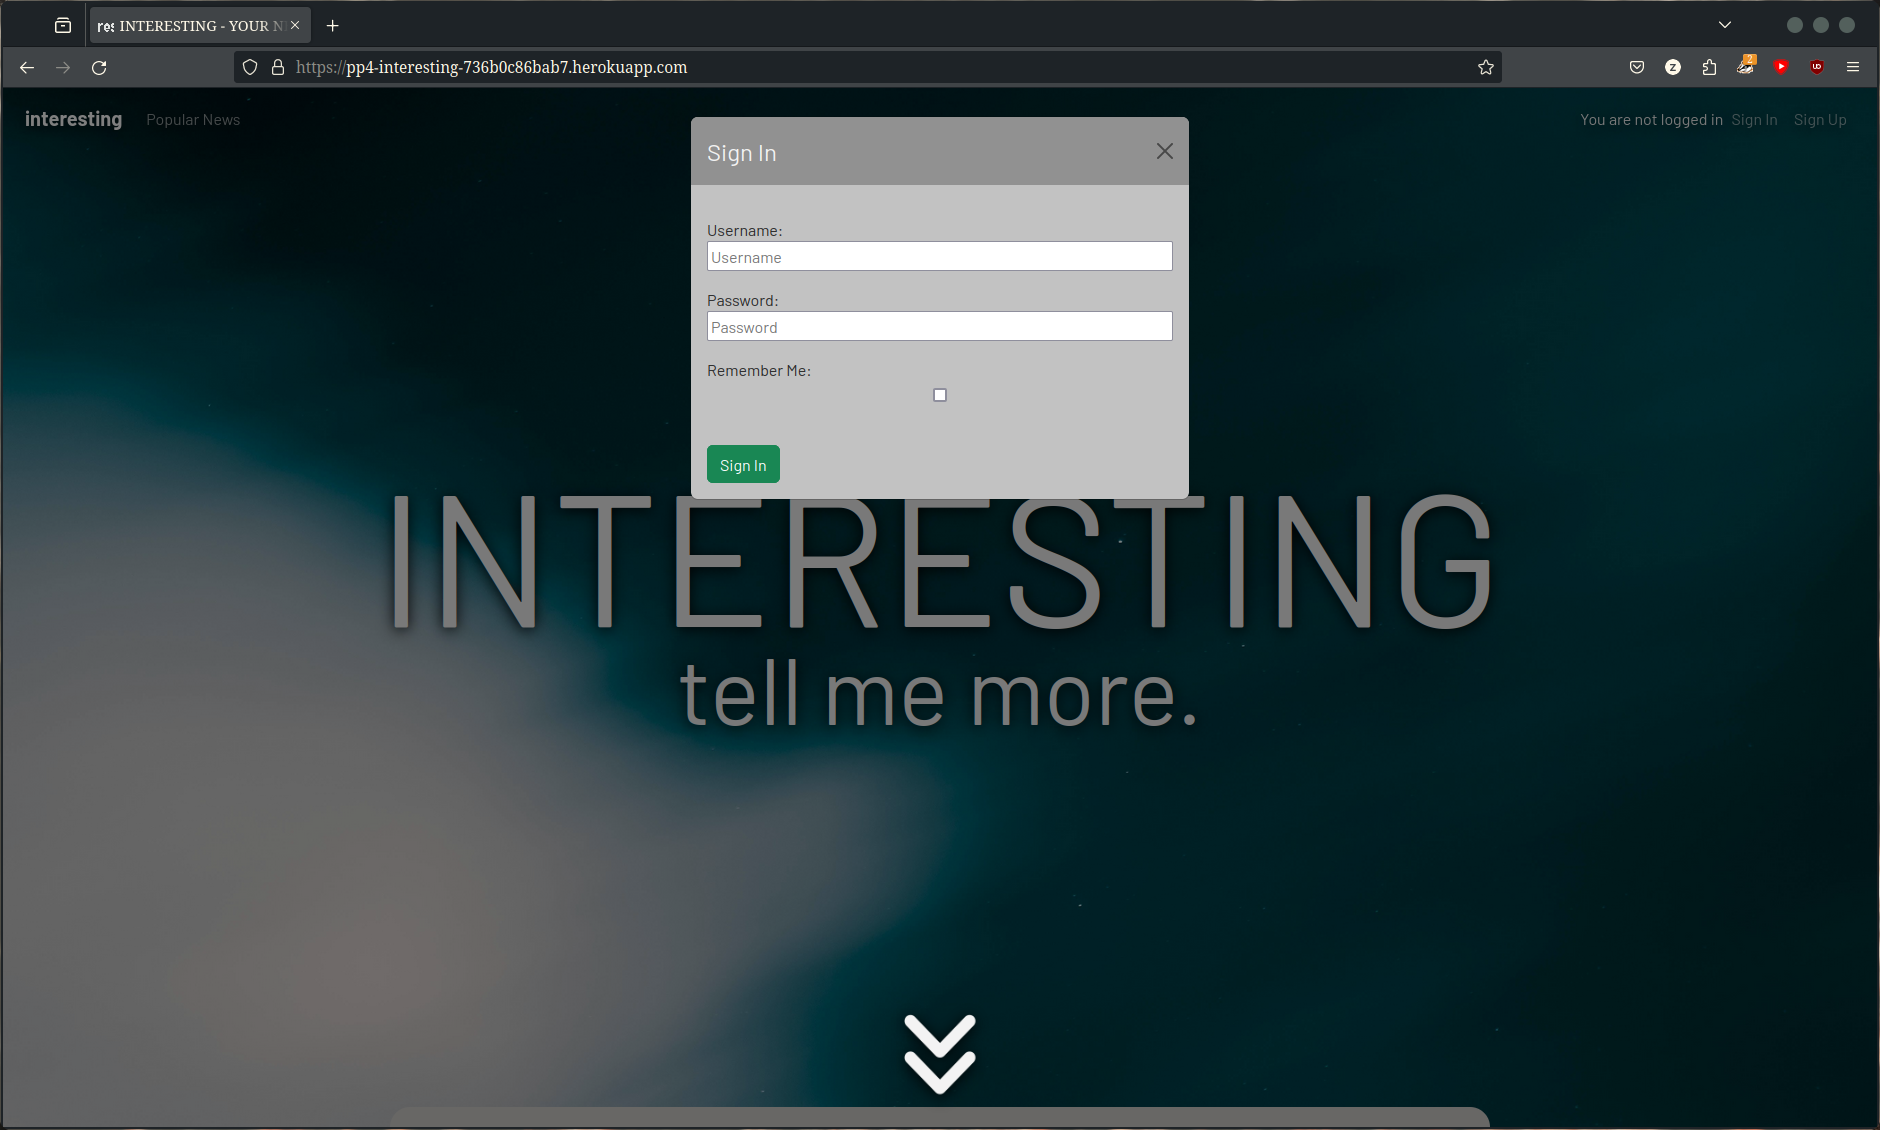 INTERESTING - YOUR N
https://pp4-interesting-736b0c86bab7.herokuapp.com
2
interesting
Popular News
You are not logged in
Sign In
Sign Up
Sign In
Username:
Username
Password:
Password
Remember Me:
Sign In
INTERESTING
tell me more.